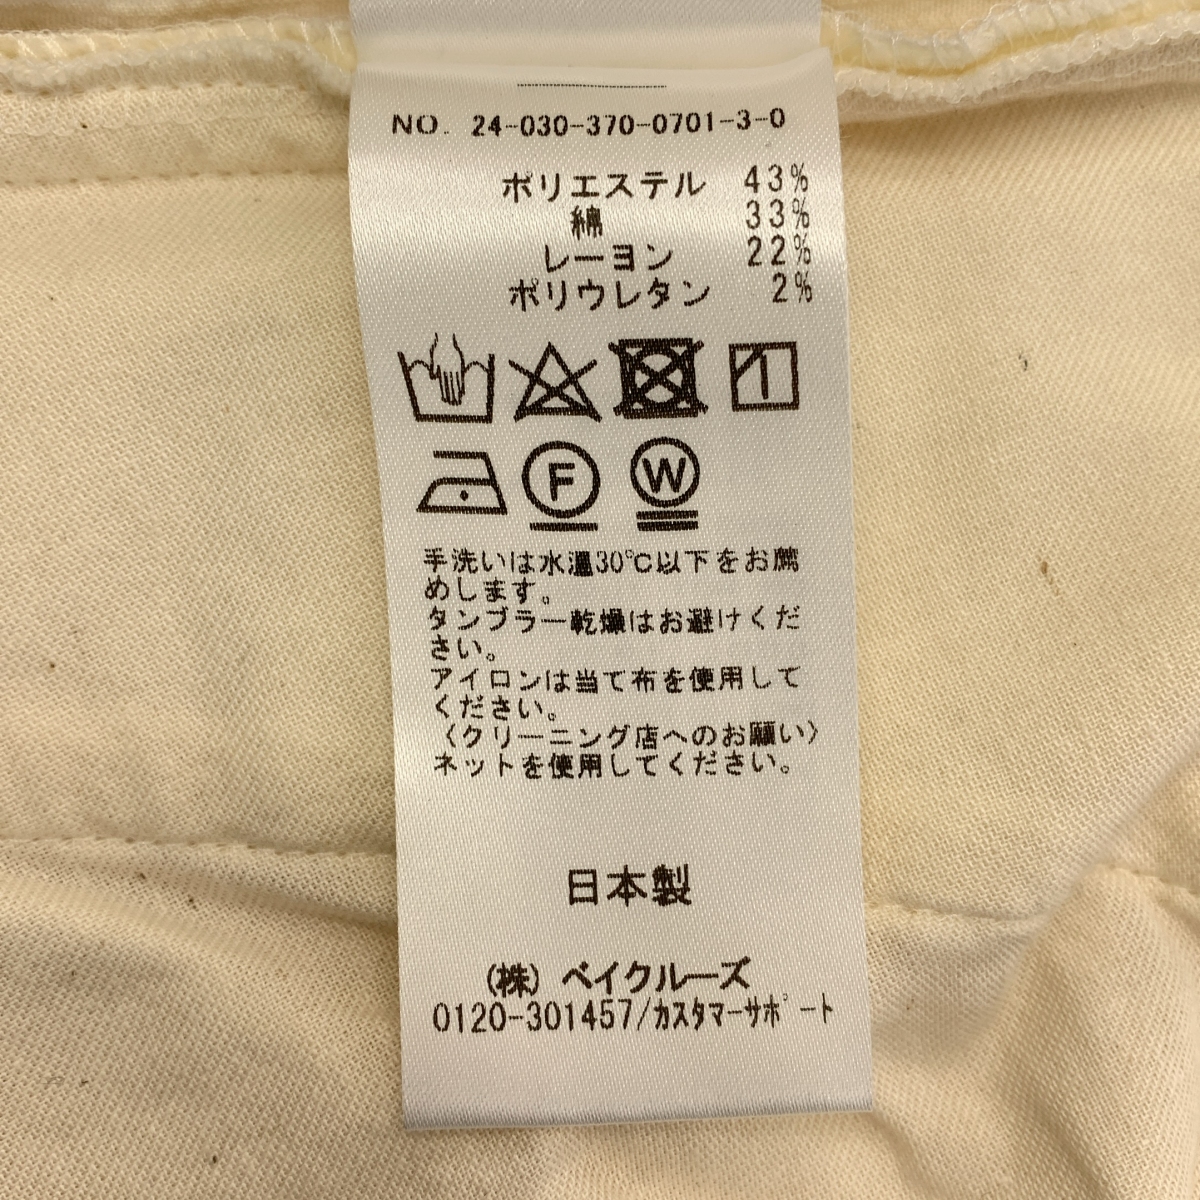 NO. 24-030-370-0701-3-0
ポリエステル 43%
綿 33%
レーヨン 22%
ポリウレタン 2%
F W
手洗いは水温30℃以下をお薦
めします。
タンブラー乾燥はお避けくだ
さい。
アイロンは当て布を使用して
ください。
〈クリーニング店へのお願い〉
ネットを使用してください。
日本製
(株) ベイクルーズ
0120-301457/カスタマーサポート